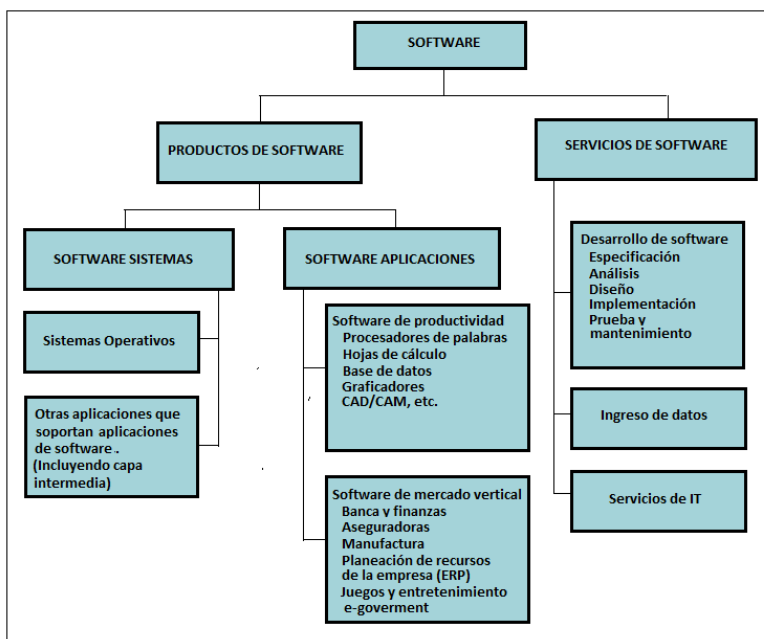 SOFTWARE
PRODUCTOS DE SOFTWARE
SERVICIOS DE SOFTWARE
SOFTWARE SISTEMAS
SOFTWARE APLICACIONES
Sistemas Operativos
Otras aplicaciones que
soportan aplicaciones
de software .
(Incluyendo capa
intermedia)
Software de productividad
Procesadores de palabras
Hojas de cálculo
Base de datos
Graficadores
CAD/CAM, etc.
Software de mercado vertical
Banca y finanzas
Aseguradoras
Manufactura
Planeación de recursos
de la empresa (ERP)
Juegos y entretenimiento
e-goverment
Desarrollo de software
Especificación
Análisis
Diseño
Implementación
Prueba y
mantenimiento
Ingreso de datos
Servicios de IT